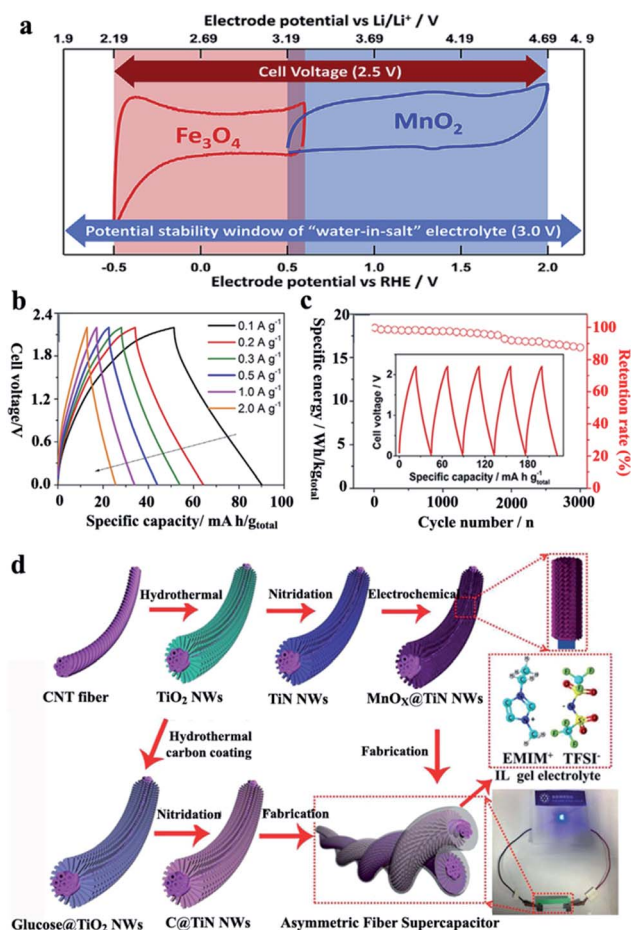 a
Electrode potential vs Li/Li⁺ / V
1.9 2.19 2.69 3.19 3.69 4.19 4.69 4.9
Cell Voltage (2.5 V)
Fe₃O₄
MnO₂
Potential stability window of "water-in-salt" electrolyte (3.0 V)
-0.5 0.0 0.5 1.0 1.5 2.0
Electrode potential vs RHE / V
b
Cell voltage/V
2.4
1.8
1.2
0.6
0.0
0.1 A g⁻¹
0.2 A g⁻¹
0.3 A g⁻¹
0.5 A g⁻¹
1.0 A g⁻¹
2.0 A g⁻¹
0 20 40 60 80 100
Specific capacity/ mA h/gtotal
c
Specific energy / Wh/kgtotal
20
15
10
5
0
Cell voltage / V
2
1
0
0 60 120 180
Specific capacity / mA h g⁻¹total
100
80
60
40
20
0
Retention rate (%)
0 1000 2000 3000
Cycle number / n
d
Hydrothermal
Nitridation
Electrochemical
CNT fiber
TiO₂ NWs
TiN NWs
MnOX@TiN NWs
Hydrothermal
carbon coating
Fabrication
EMIM⁺ TFSI⁻
IL gel electrolyte
Nitridation
Fabrication
Glucose@TiO₂ NWs
C@TiN NWs
Asymmetric Fiber Supercapacitor